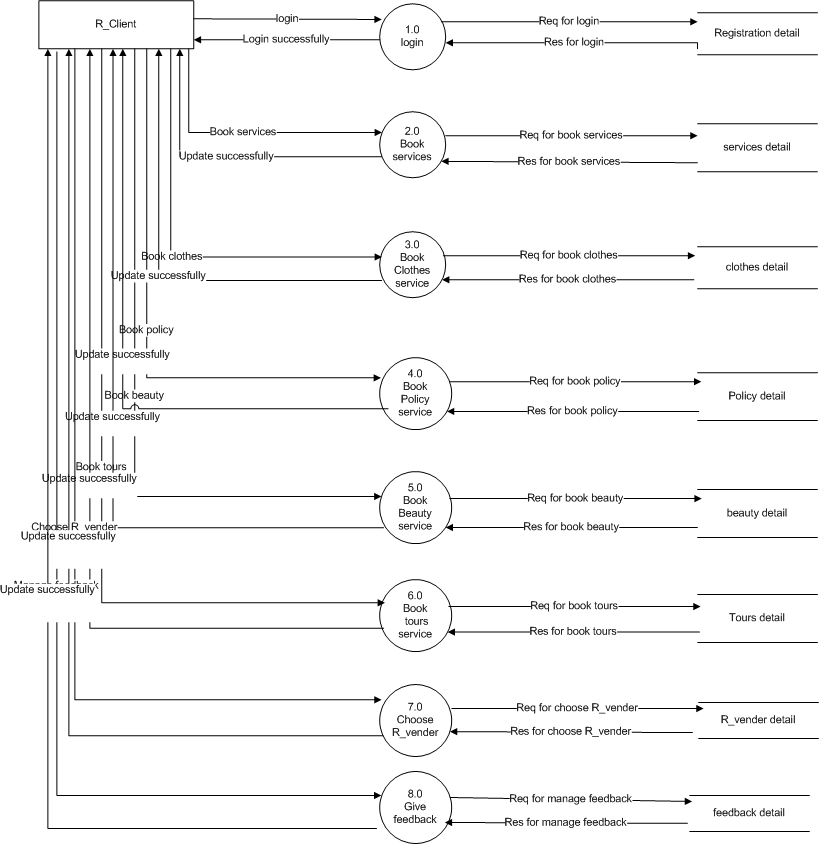 R_Client
login
Login successfully
1.0
login
Req for login
Res for login
Registration detail
Book services
Update successfully
2.0
Book
services
Req for book services
Res for book services
services detail
Book clothes
Update successfully
3.0
Book
Clothes
service
Req for book clothes
Res for book clothes
clothes detail
Book policy
Update successfully
4.0
Book
Policy
service
Req for book policy
Res for book policy
Policy detail
Book beauty
Update successfully
5.0
Book
Beauty
service
Req for book beauty
Res for book beauty
beauty detail
Book tours
Update successfully
6.0
Book
tours
service
Req for book tours
Res for book tours
Tours detail
Choose R_vender
Update successfully
7.0
Choose
R_vender
Req for choose R_vender
Res for choose R_vender
R_vender detail
Update successfully
8.0
Give
feedback
Req for manage feedback
Res for manage feedback
feedback detail